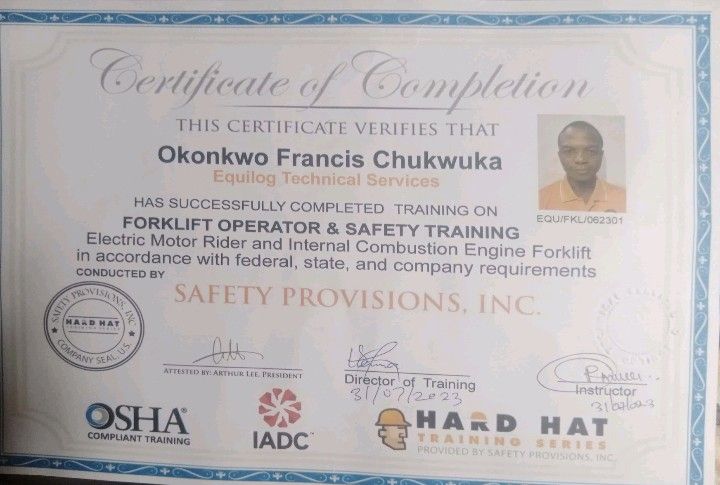 Certificate of Completion
THIS CERTIFICATE VERIFIES THAT
Okonkwo Francis Chukwuka
Equilog Technical Services
EQU/FKL/062301
HAS SUCCESSFULLY COMPLETED TRAINING ON
FORKLIFT OPERATOR & SAFETY TRAINING
Electric Motor Rider and Internal Combustion Engine Forklift
in accordance with federal, state, and company requirements
CONDUCTED BY
SAFETY PROVISIONS, INC.
SAFETY PROVISIONS, INC.
HARD HAT
TRAINING SERIES
COMPANY SEAL, U.S.
ATTESTED BY: ARTHUR LEE, PRESIDENT
Director of Training
31/07/2023
Instructor
OSHA®
COMPLIANT TRAINING
IADC™
HARD HAT
TRAINING SERIES
PROVIDED BY SAFETY PROVISIONS, INC.